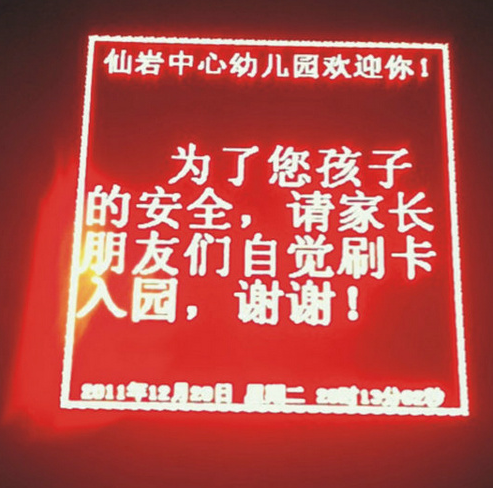 仙岩中心幼儿园欢迎你!
为了您孩子
的安全，请家长
朋友们自觉刷卡
入园，谢谢!
2011年12月20日 星期二